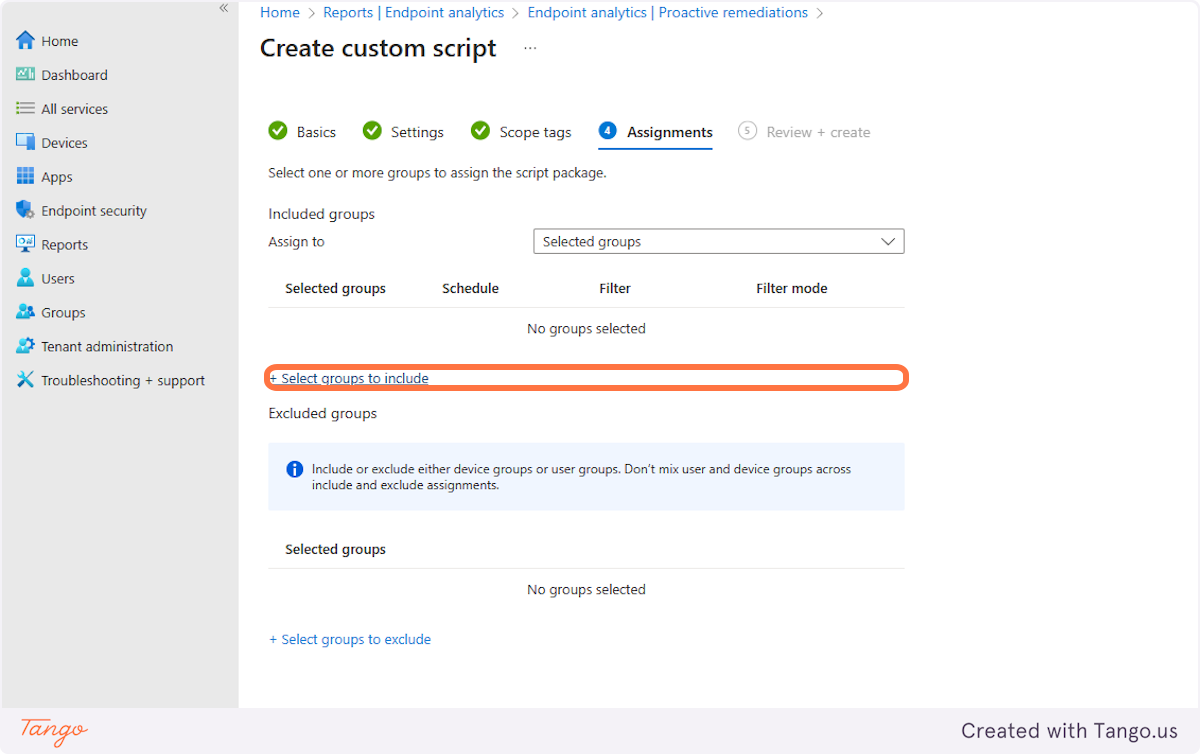 «
Home > Reports | Endpoint analytics > Endpoint analytics | Proactive remediations >
Create custom script ...
Home
Dashboard
All services
Devices
Apps
Endpoint security
Reports
Users
Groups
Tenant administration
Troubleshooting + support
Basics Settings Scope tags 4 Assignments 5 Review + create
Select one or more groups to assign the script package.
Included groups
Assign to Selected groups
Selected groups Schedule Filter Filter mode
No groups selected
+ Select groups to include
Excluded groups
Include or exclude either device groups or user groups. Don't mix user and device groups across
include and exclude assignments.
Selected groups
No groups selected
+ Select groups to exclude
Tango
Created with Tango.us